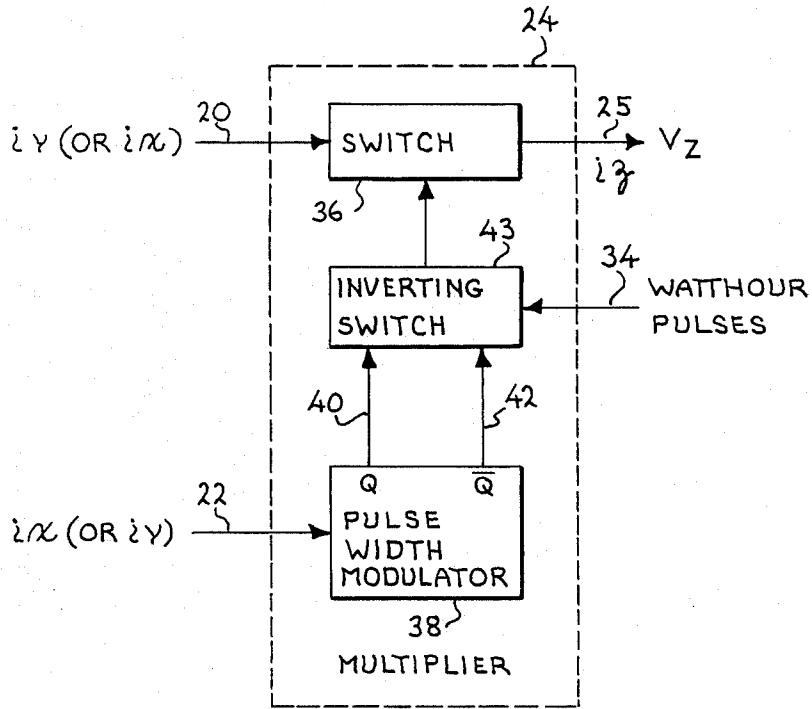 24
20
iY (OR ix)
SWITCH
25
VZ
iz
36
43
34
INVERTING
SWITCH
WATTHOUR
PULSES
40
42
Q
Q̅
22
ix (OR iY)
PULSE
WIDTH
MODULATOR
38
MULTIPLIER